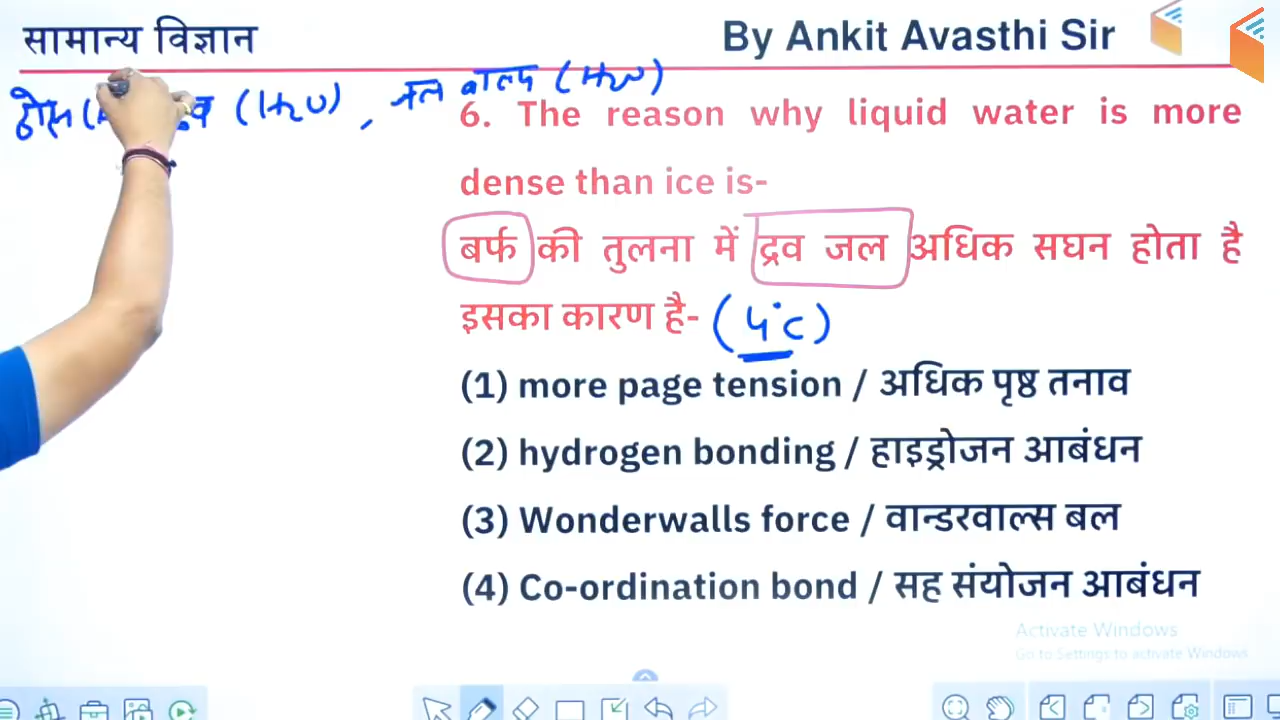 सामान्य विज्ञान
By Ankit Avasthi Sir
ठोस ( द्रव (H₂O) , जल वाष्प (H₂O)
6. The reason why liquid water is more
dense than ice is-
बर्फ की तुलना में द्रव जल अधिक सघन होता है
इसका कारण है- (4°C)
(1) more page tension / अधिक पृष्ठ तनाव
(2) hydrogen bonding / हाइड्रोजन आबंधन
(3) Wonderwalls force / वान्डरवाल्स बल
(4) Co-ordination bond / सह संयोजन आबंधन
Activate Windows
Go to Settings to activate Windows.